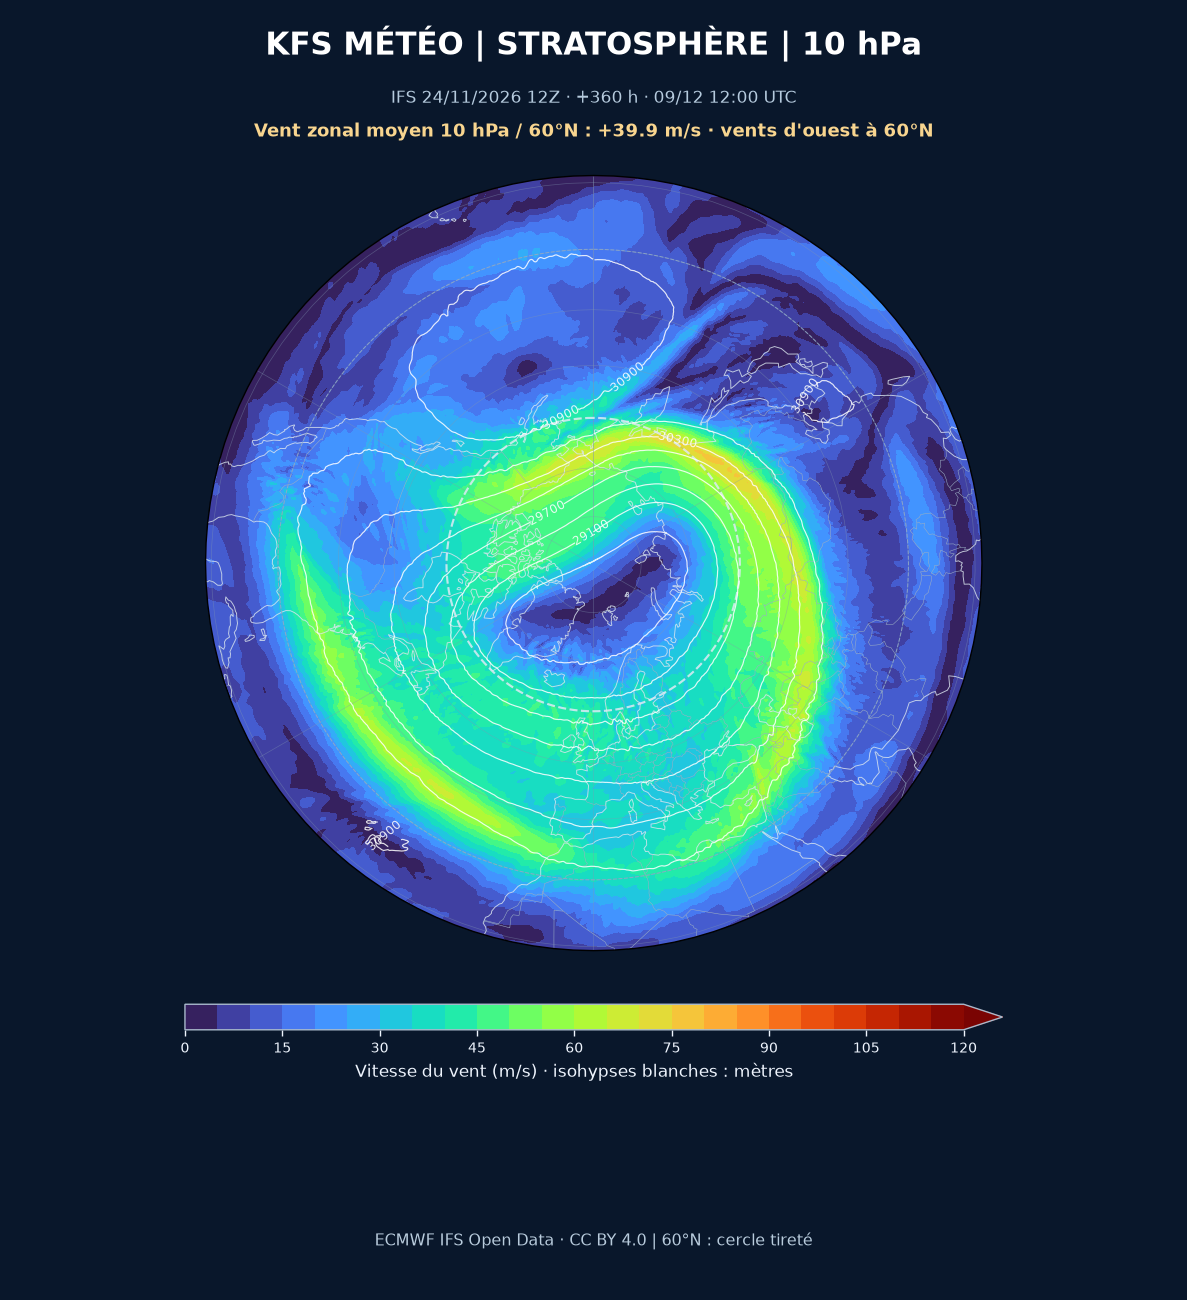 KFS MÉTÉO | STRATOSPHÈRE | 10 hPa
IFS 24/11/2026 12Z · +360 h · 09/12 12:00 UTC
Vent zonal moyen 10 hPa / 60°N : +39.9 m/s · vents d'ouest à 60°N
30900
30900
30900
30300
29700
29100
30900
0 15 30 45 60 75 90 105 120
Vitesse du vent (m/s) · isohypses blanches : mètres
ECMWF IFS Open Data · CC BY 4.0 | 60°N : cercle tireté